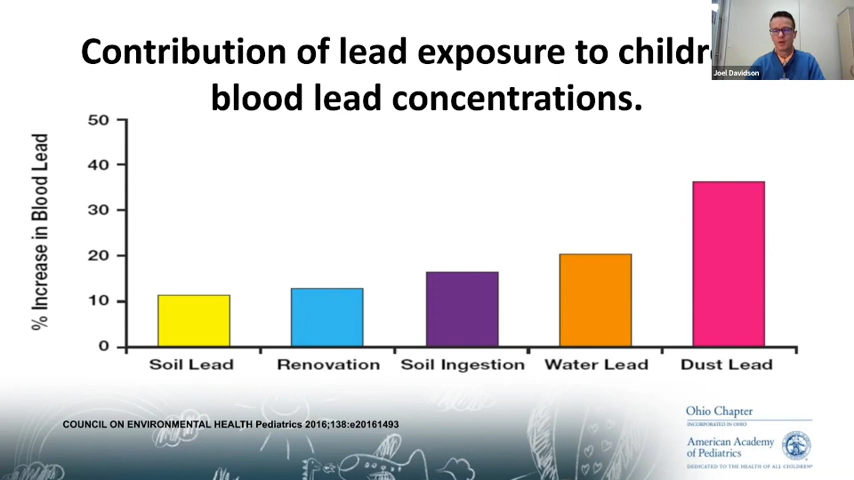 Contribution of lead exposure to childr
blood lead concentrations.
Joel Davidson
% Increase in Blood Lead
50
40
30
20
10
0
Soil Lead
Renovation
Soil Ingestion
Water Lead
Dust Lead
COUNCIL ON ENVIRONMENTAL HEALTH Pediatrics 2016;138:e20161493
Ohio Chapter
INCORPORATED IN OHIO
American Academy
of Pediatrics
DEDICATED TO THE HEALTH OF ALL CHILDREN®